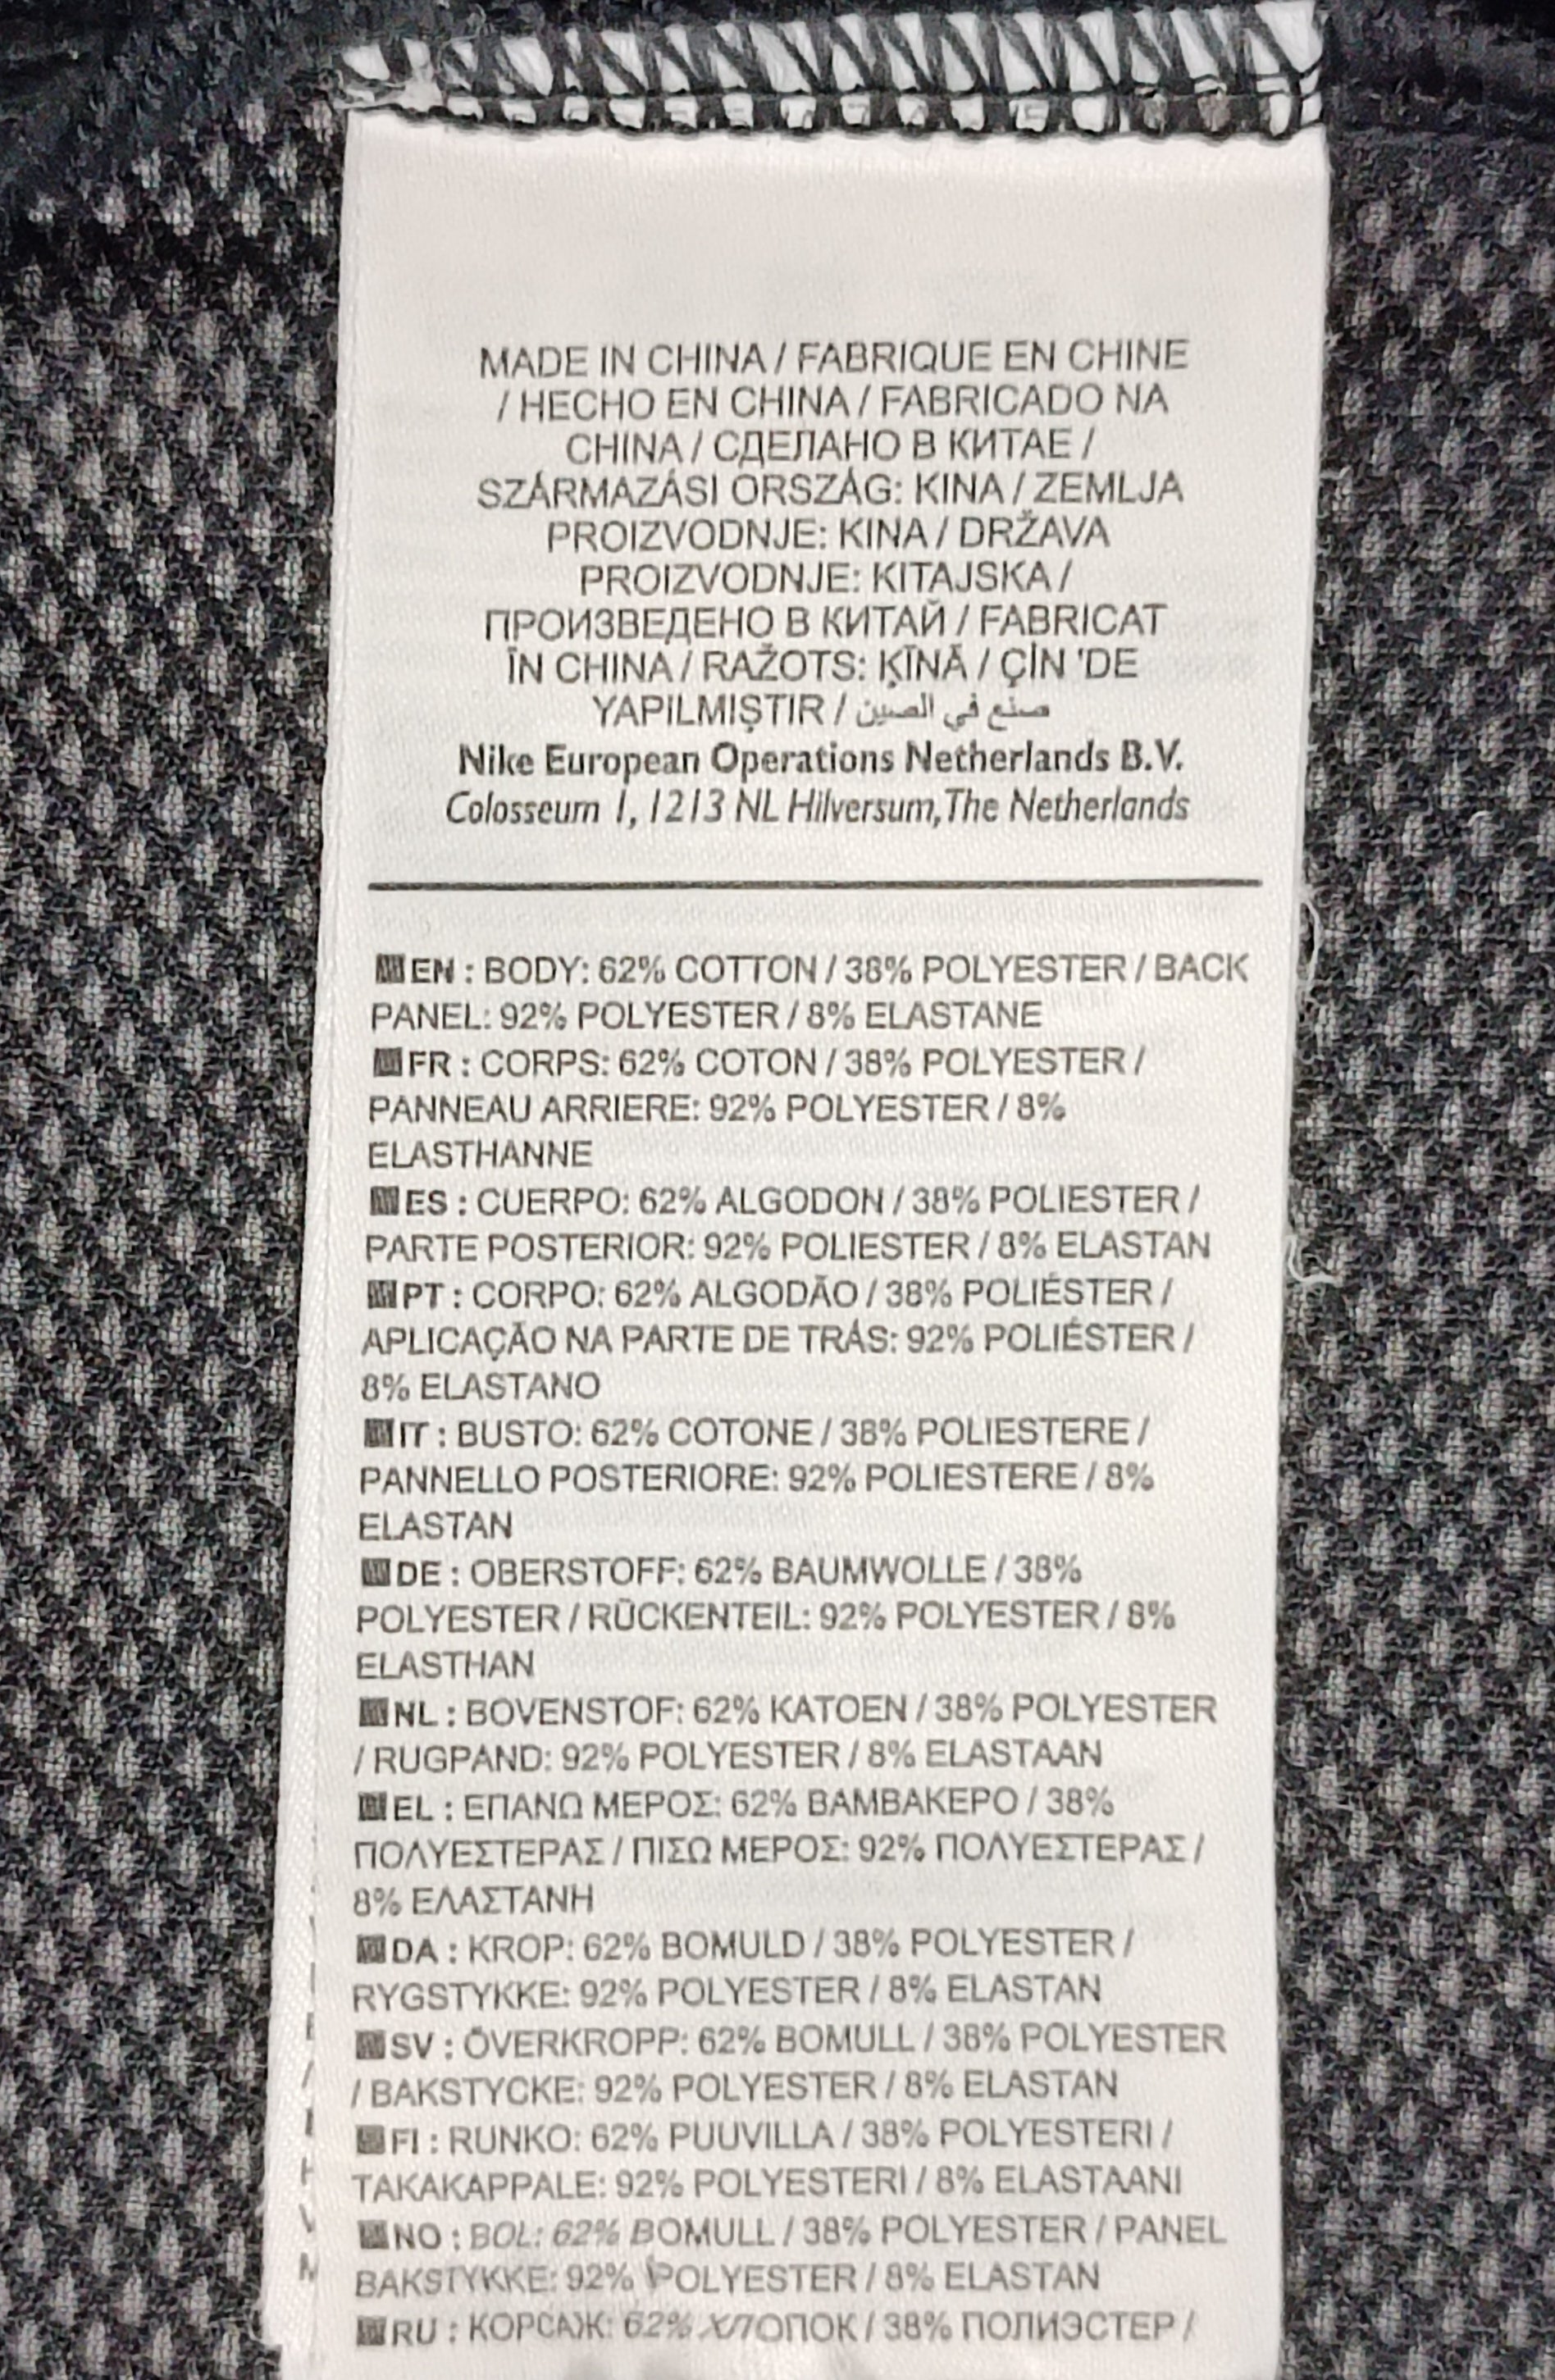 MADE IN CHINA / FABRIQUE EN CHINE
/ HECHO EN CHINA / FABRICADO NA
CHINA / СДЕЛАНО В КИТАЕ /
SZÁRMAZÁSI ORSZÁG: KINA / ZEMLJA
PROIZVODNJE: KINA / DRŽAVA
PROIZVODNJE: KITAJSKA /
ПРОИЗВЕДЕНО В КИТАЙ / FABRICAT
ÎN CHINA / RAŽOTS: ĶĪNĀ / ÇİN 'DE
YAPILMIŞTIR / صنع في الصين
Nike European Operations Netherlands B.V.
Colosseum 1, 1213 NL Hilversum, The Netherlands
EN : BODY: 62% COTTON / 38% POLYESTER / BACK
PANEL: 92% POLYESTER / 8% ELASTANE
FR : CORPS: 62% COTON / 38% POLYESTER /
PANNEAU ARRIERE: 92% POLYESTER / 8%
ELASTHANNE
ES : CUERPO: 62% ALGODON / 38% POLIESTER /
PARTE POSTERIOR: 92% POLIESTER / 8% ELASTAN
PT : CORPO: 62% ALGODÃO / 38% POLIÉSTER /
APLICAÇÃO NA PARTE DE TRÁS: 92% POLIÉSTER /
8% ELASTANO
IT : BUSTO: 62% COTONE / 38% POLIESTERE /
PANNELLO POSTERIORE: 92% POLIESTERE / 8%
ELASTAN
DE : OBERSTOFF: 62% BAUMWOLLE / 38%
POLYESTER / RÜCKENTEIL: 92% POLYESTER / 8%
ELASTHAN
NL : BOVENSTOF: 62% KATOEN / 38% POLYESTER
/ RUGPAND: 92% POLYESTER / 8% ELASTAAN
EL : ΕΠΑΝΩ ΜΕΡΟΣ: 62% ΒΑΜΒΑΚΕΡΟ / 38%
ΠΟΛΥΕΣΤΕΡΑΣ / ΠΙΣΩ ΜΕΡΟΣ: 92% ΠΟΛΥΕΣΤΕΡΑΣ /
8% ΕΛΑΣΤΑΝΗ
DA : KROP: 62% BOMULD / 38% POLYESTER /
RYGSTYKKE: 92% POLYESTER / 8% ELASTAN
SV : ÖVERKROPP: 62% BOMULL / 38% POLYESTER
/ BAKSTYCKE: 92% POLYESTER / 8% ELASTAN
FI : RUNKO: 62% PUUVILLA / 38% POLYESTERI /
TAKAKAPPALE: 92% POLYESTERI / 8% ELASTAANI
NO : BOL: 62% BOMULL / 38% POLYESTER / PANEL
BAKSTYKKE: 92% POLYESTER / 8% ELASTAN
RU : КОРСАЖ: 62% ХЛОПОК / 38% ПОЛИЭСТЕР /